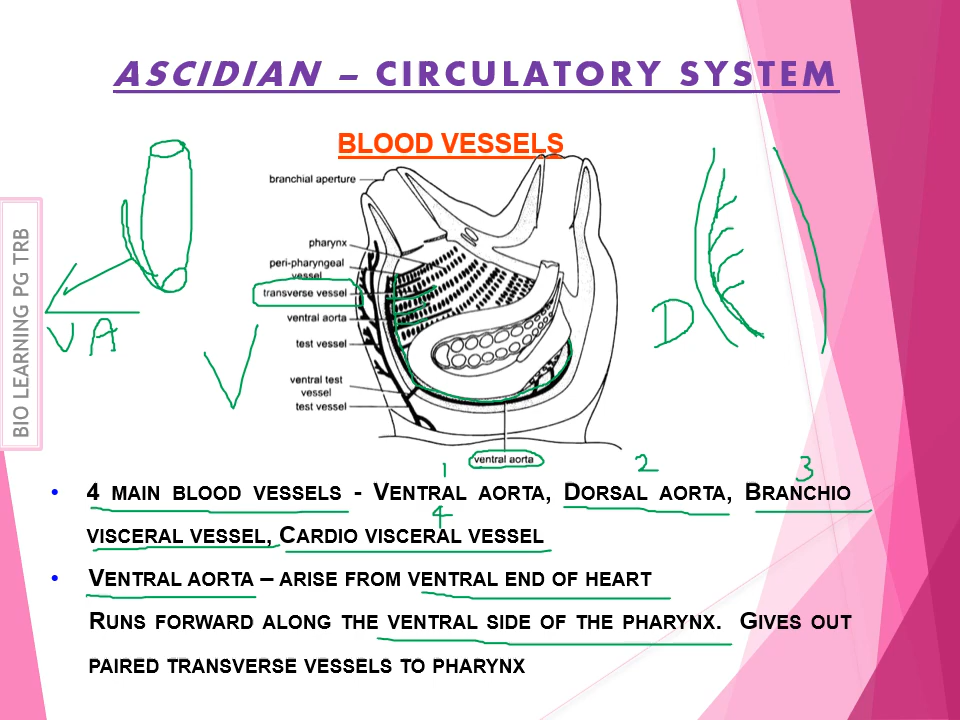 ASCIDIAN – CIRCULATORY SYSTEM
BLOOD VESSELS
branchial aperture
pharynx
peri-pharyngeal
vessel
transverse vessel
ventral aorta
test vessel
ventral test
vessel
test vessel
ventral aorta
V A
V
D
BIO LEARNING PG TRB
1
2
3
• 4 MAIN BLOOD VESSELS - VENTRAL AORTA, DORSAL AORTA, BRANCHIO
4
VISCERAL VESSEL, CARDIO VISCERAL VESSEL
• VENTRAL AORTA – ARISE FROM VENTRAL END OF HEART
RUNS FORWARD ALONG THE VENTRAL SIDE OF THE PHARYNX. GIVES OUT
PAIRED TRANSVERSE VESSELS TO PHARYNX